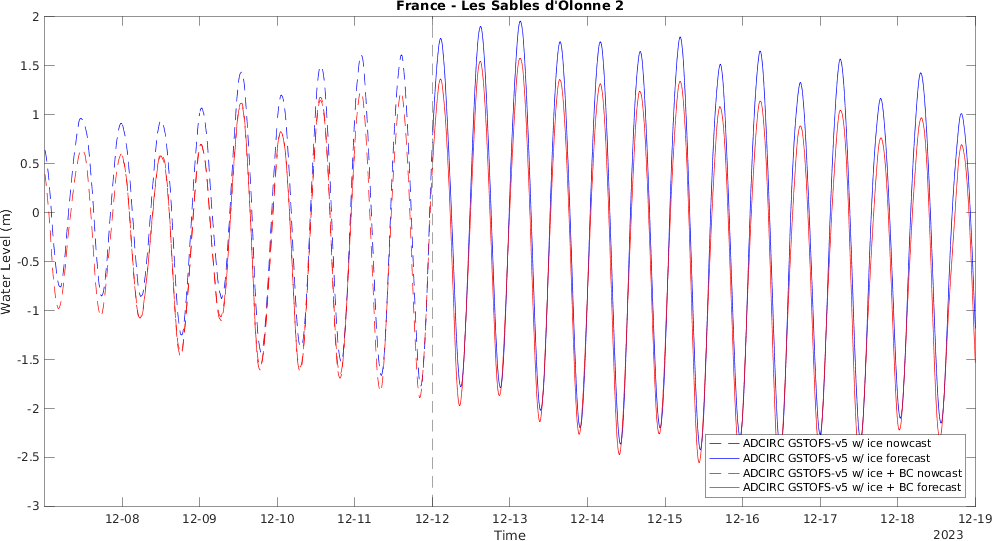 France - Les Sables d'Olonne 2
2
1.5
1
0.5
0
-0.5
-1
-1.5
-2
-2.5
-3
Water Level (m)
ADCIRC GSTOFS-v5 w/ ice nowcast
ADCIRC GSTOFS-v5 w/ ice forecast
ADCIRC GSTOFS-v5 w/ ice + BC nowcast
ADCIRC GSTOFS-v5 w/ ice + BC forecast
12-08 12-09 12-10 12-11 12-12 12-13 12-14 12-15 12-16 12-17 12-18 12-19
Time
2023